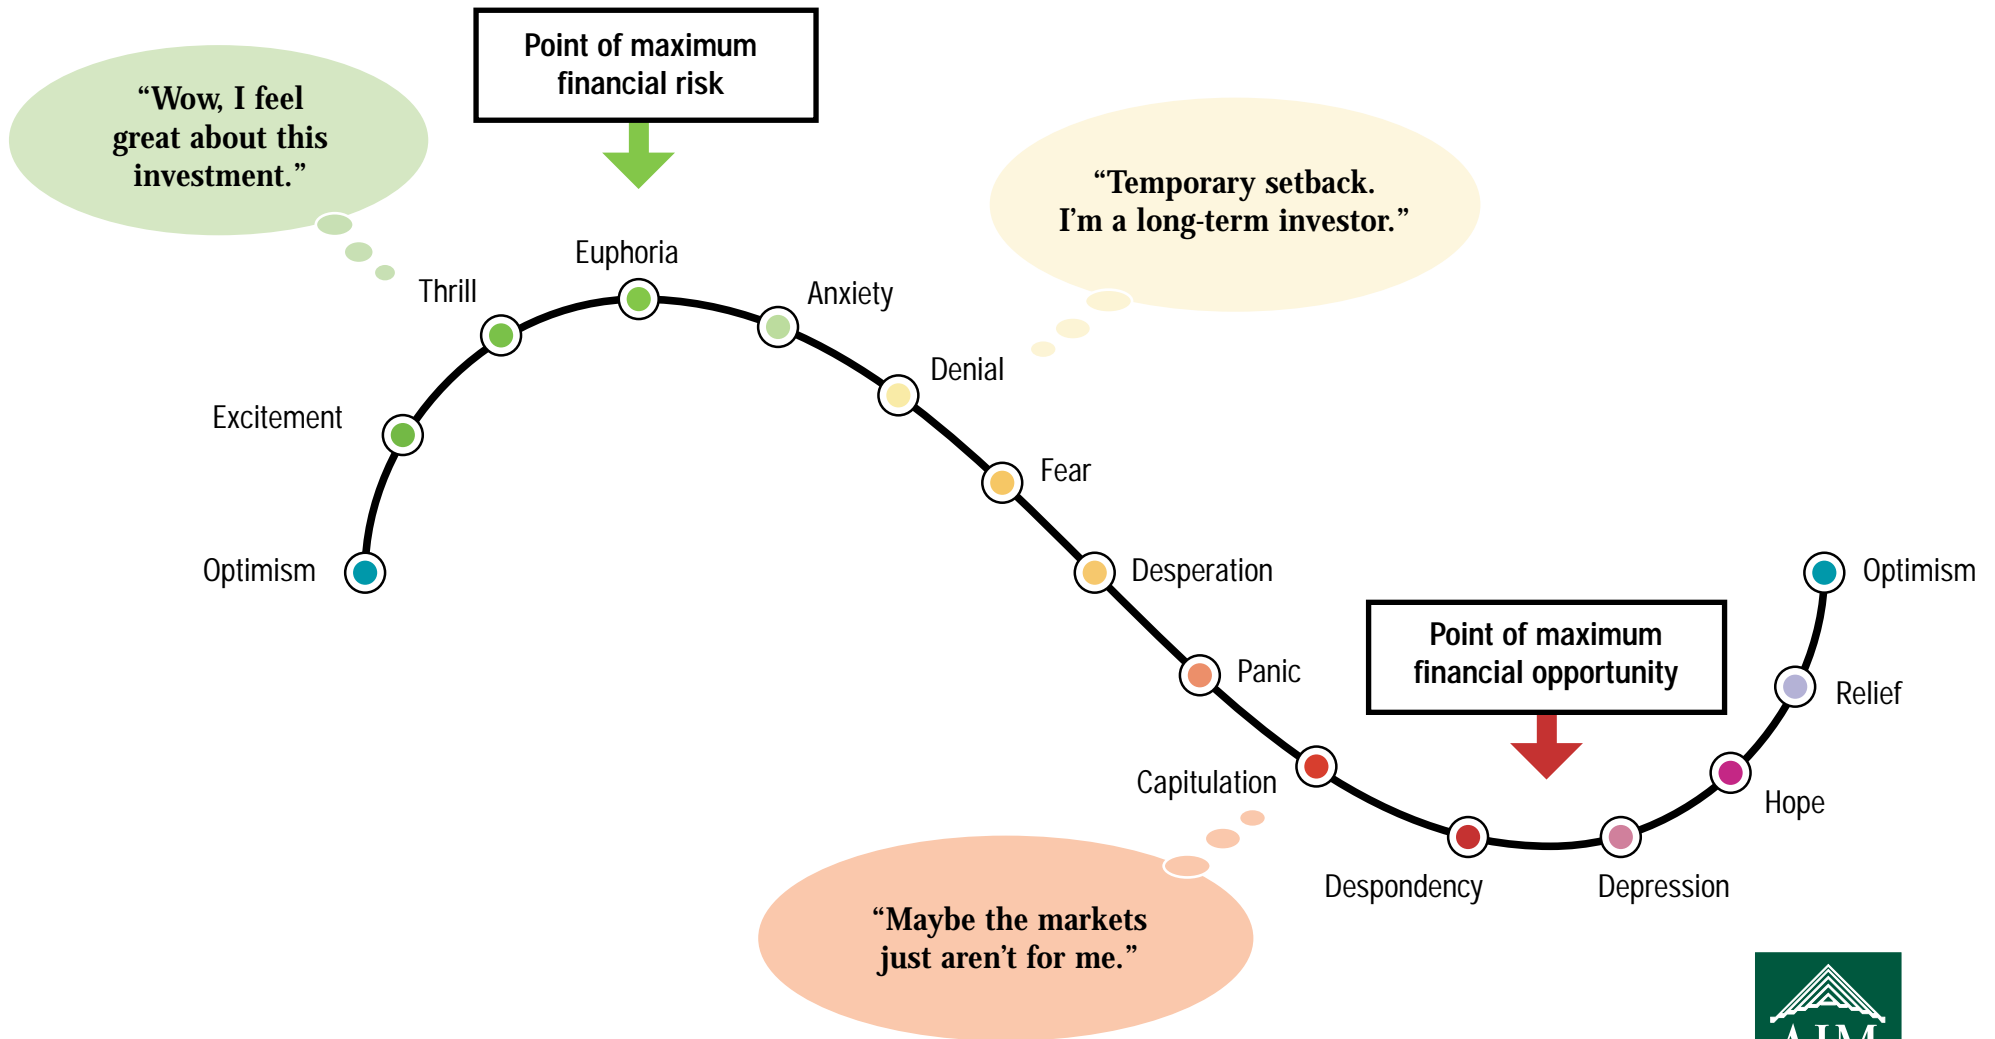 Point of maximum
financial risk
“Wow, I feel
great about this
investment.”
“Temporary setback.
I’m a long-term investor.”
Euphoria
Thrill
Anxiety
Denial
Excitement
Fear
Optimism
Desperation
Optimism
Point of maximum
financial opportunity
Panic
Relief
Capitulation
Hope
Despondency
Depression
“Maybe the markets
just aren’t for me.”
AIM